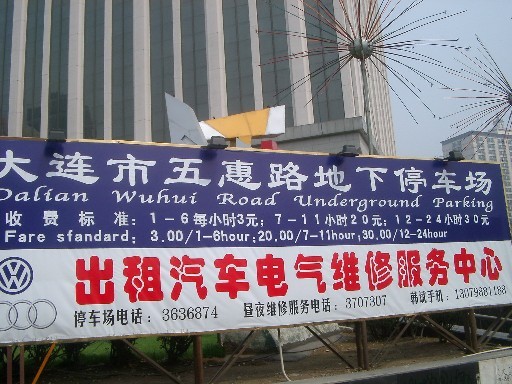 大连市五惠路地下停车场
Dalian Wuhui Road Underground Parking
收费标准：1-6每小时3元；7-11小时20元；12-24小时30元
Fare sfandard: 3.00/1-6hour; 20.00/7-11hour; 30.00/12-24hour
出租汽车电气维修服务中心
停车场电话：3636874 昼夜维修服务电话：3707307 韩斌手机：